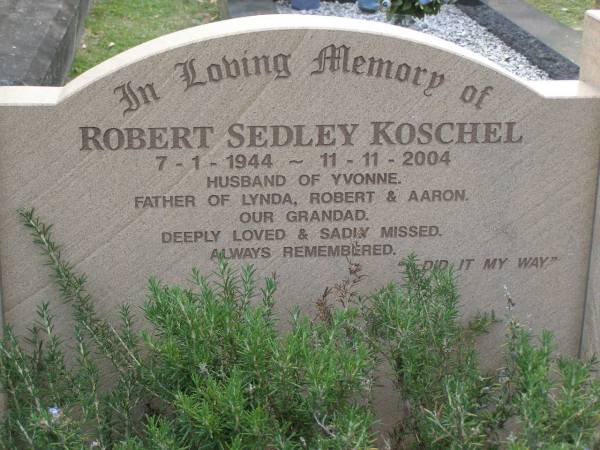 In Loving Memory of
ROBERT SEDLEY KOSCHEL
7 - 1 - 1944 ~ 11 - 11 - 2004
HUSBAND OF YVONNE.
FATHER OF LYNDA, ROBERT & AARON.
OUR GRANDAD.
DEEPLY LOVED & SADLY MISSED.
ALWAYS REMEMBERED.
"I DID IT MY WAY"